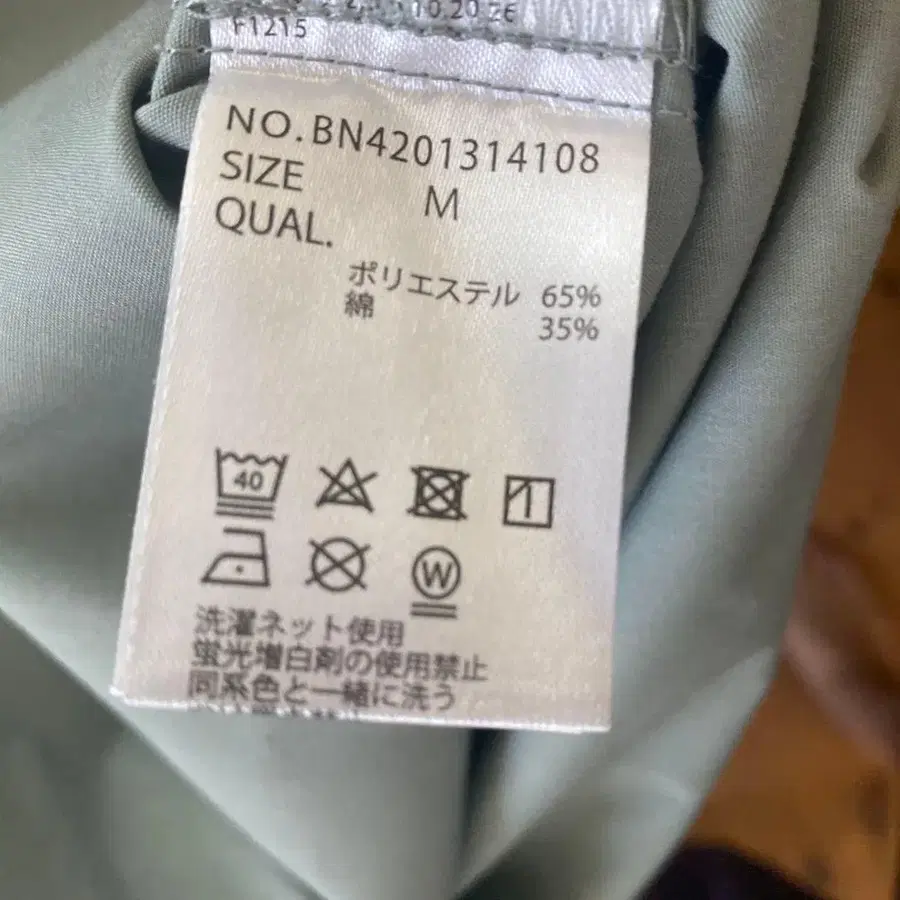 F1215
NO.BN4201314108
SIZE M
QUAL.
ポリエステル 65%
綿 35%
40
W
洗濯ネット使用
蛍光増白剤の使用禁止
同系色と一緒に洗う